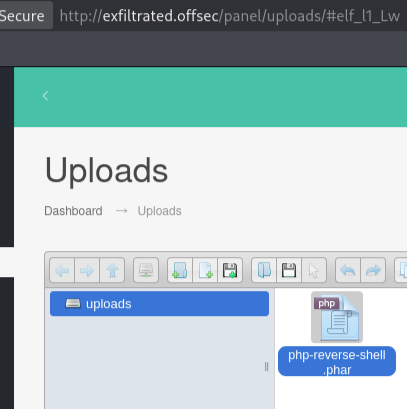 Secure http://exfiltrated.offsec/panel/uploads/#elf_l1_Lw
Uploads
Dashboard → Uploads
uploads
php
php-reverse-shell
.phar